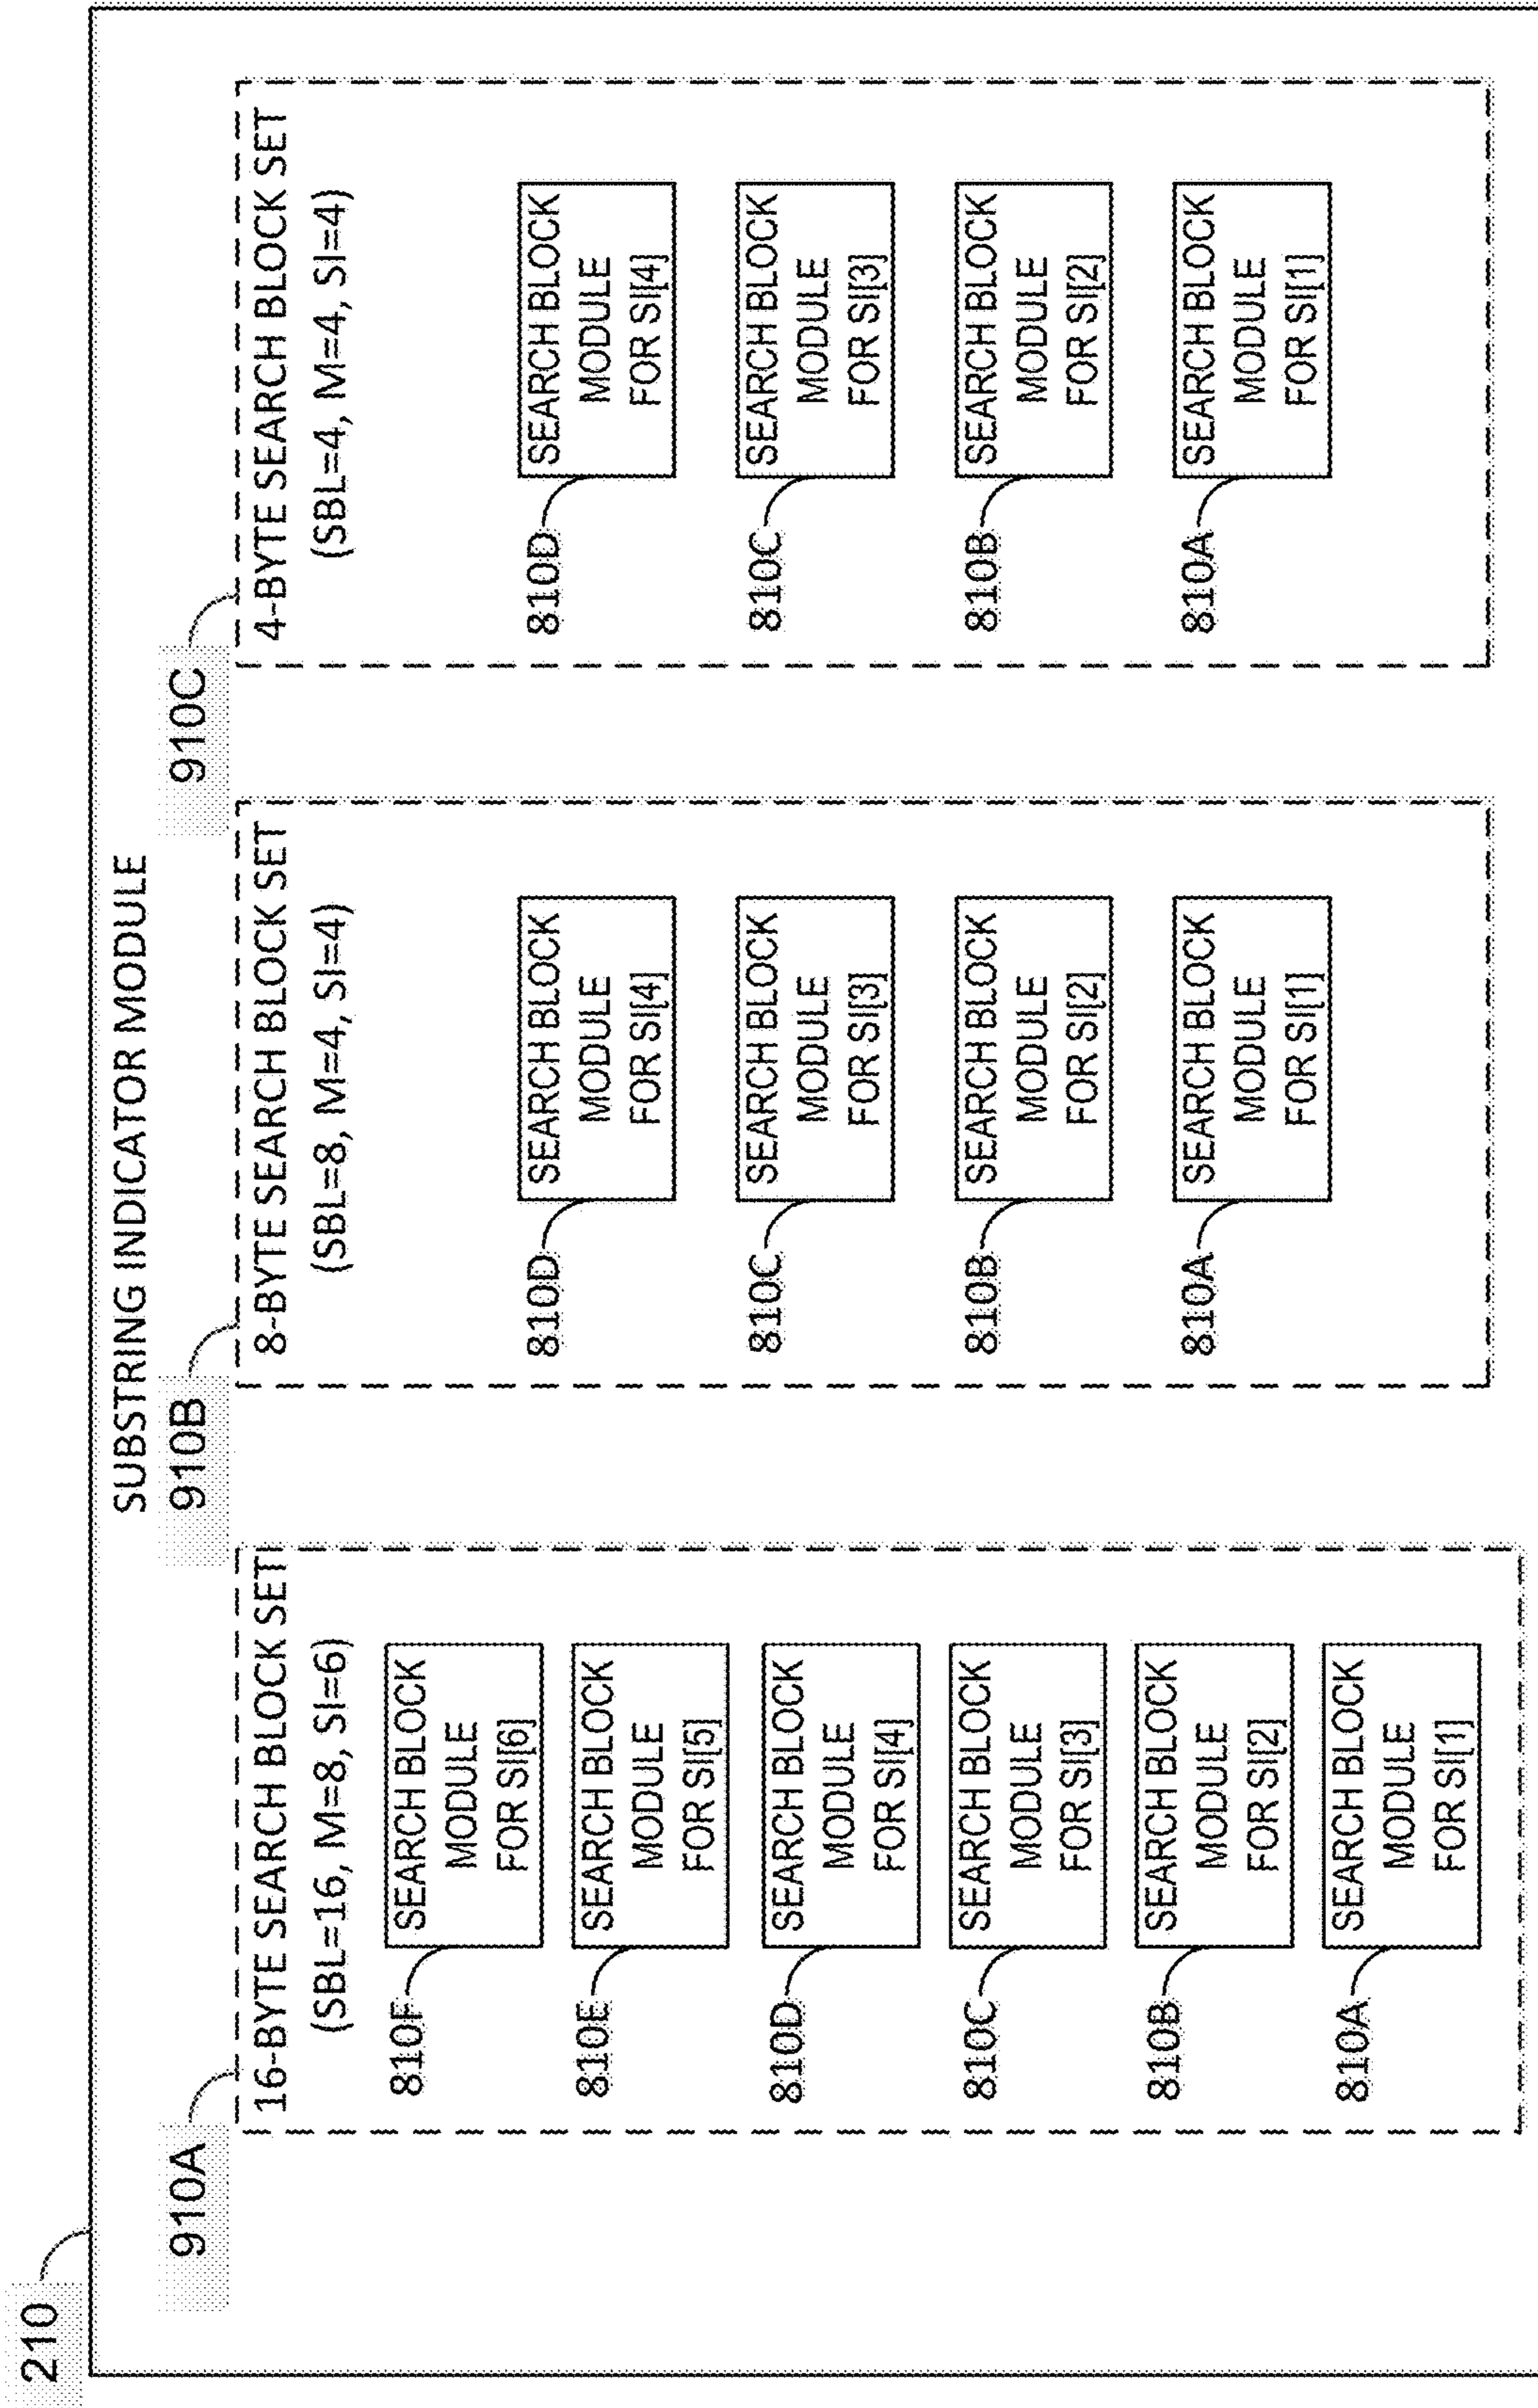 210
SUBSTRING INDICATOR MODULE
910A
16-BYTE SEARCH BLOCK SET
(SBL=16, M=8, SI=6)
810F
SEARCH BLOCK
MODULE
FOR SI[6]
810E
SEARCH BLOCK
MODULE
FOR SI[5]
810D
SEARCH BLOCK
MODULE
FOR SI[4]
810C
SEARCH BLOCK
MODULE
FOR SI[3]
810B
SEARCH BLOCK
MODULE
FOR SI[2]
810A
SEARCH BLOCK
MODULE
FOR SI[1]
910B
8-BYTE SEARCH BLOCK SET
(SBL=8, M=4, SI=4)
810D
SEARCH BLOCK
MODULE
FOR SI[4]
810C
SEARCH BLOCK
MODULE
FOR SI[3]
810B
SEARCH BLOCK
MODULE
FOR SI[2]
810A
SEARCH BLOCK
MODULE
FOR SI[1]
910C
4-BYTE SEARCH BLOCK SET
(SBL=4, M=4, SI=4)
810D
SEARCH BLOCK
MODULE
FOR SI[4]
810C
SEARCH BLOCK
MODULE
FOR SI[3]
810B
SEARCH BLOCK
MODULE
FOR SI[2]
810A
SEARCH BLOCK
MODULE
FOR SI[1]